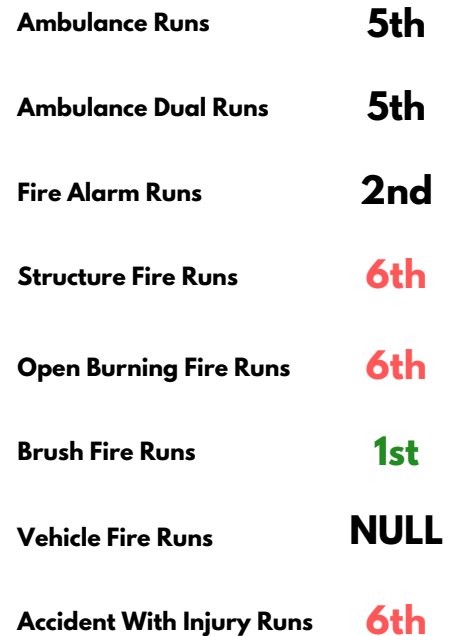 Ambulance Runs 5th
Ambulance Dual Runs 5th
Fire Alarm Runs 2nd
Structure Fire Runs 6th
Open Burning Fire Runs 6th
Brush Fire Runs 1st
Vehicle Fire Runs NULL
Accident With Injury Runs 6th